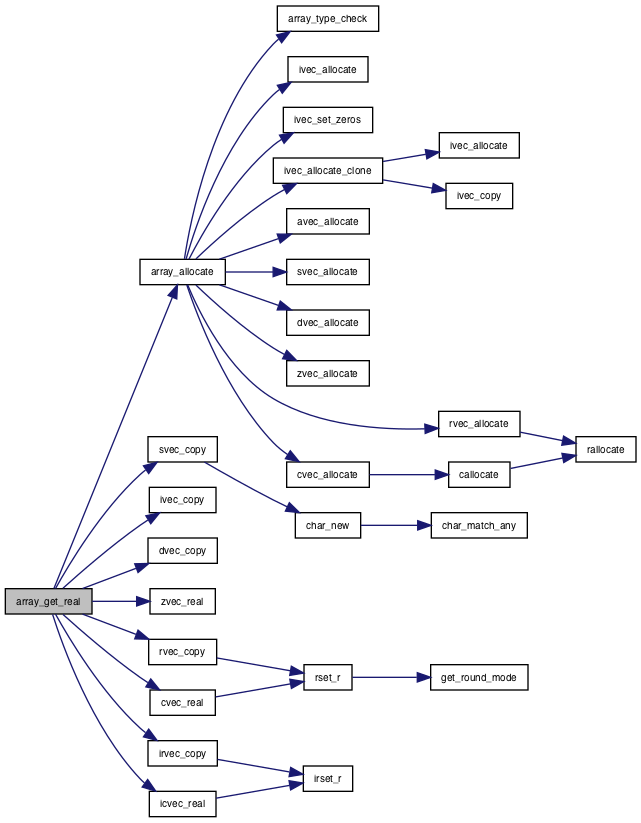 array_type_check
ivec_allocate
ivec_set_zeros
ivec_allocate
ivec_allocate_clone
ivec_copy
avec_allocate
array_allocate
svec_allocate
dvec_allocate
zvec_allocate
rvec_allocate
rallocate
svec_copy
cvec_allocate
callocate
ivec_copy
char_new
char_match_any
dvec_copy
array_get_real
zvec_real
rvec_copy
rset_r
get_round_mode
cvec_real
irvec_copy
irset_r
icvec_real